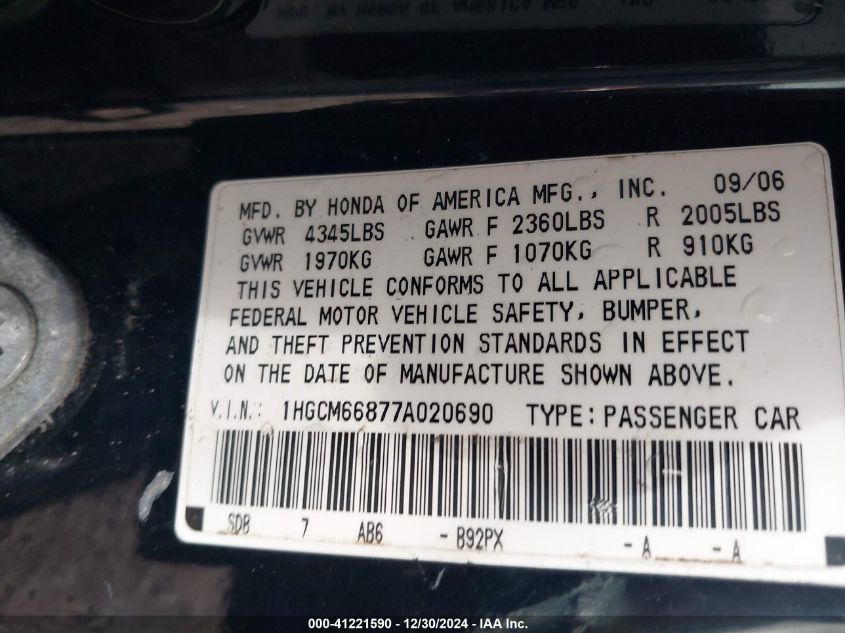 MFD. BY HONDA OF AMERICA MFG., INC. 09/06
GVWR 4345LBS GAWR F 2360LBS R 2005LBS
GVWR 1970KG GAWR F 1070KG R 910KG
THIS VEHICLE CONFORMS TO ALL APPLICABLE
FEDERAL MOTOR VEHICLE SAFETY, BUMPER,
AND THEFT PREVENTION STANDARDS IN EFFECT
ON THE DATE OF MANUFACTURE SHOWN ABOVE.
V.I.N.: 1HGCM66877A020690 TYPE: PASSENGER CAR
SDB 7 AB6 - B92PX - A - A
000-41221590 - 12/30/2024 - IAA Inc.